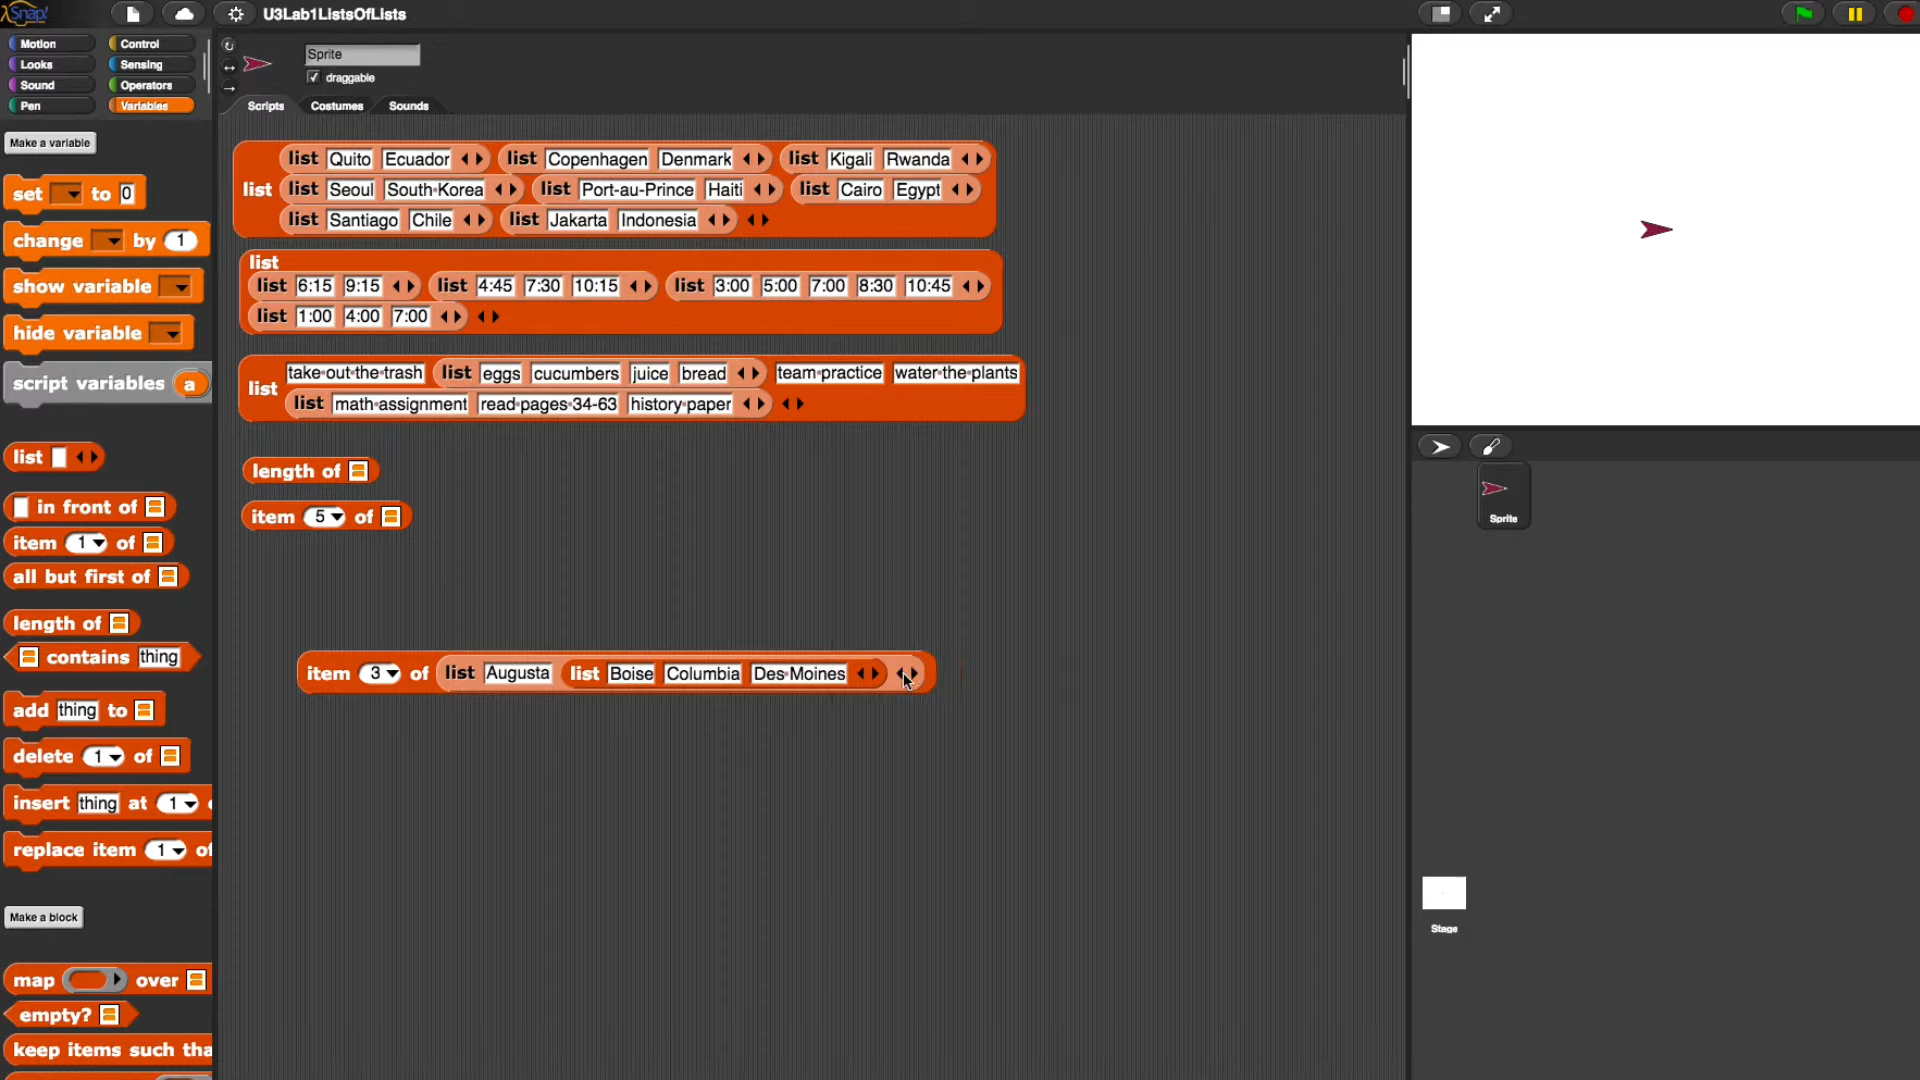 Snap!
U3Lab1ListsOfLists
Motion Control
Looks Sensing
Sound Operators
Pen Variables
Sprite
draggable
Scripts Costumes Sounds
Make a variable
set to 0
change by 1
show variable
hide variable
script variables a
list
in front of
item 1 of
all but first of
length of
contains thing
add thing to
delete 1 of
insert thing at 1 o
replace item 1 of
Make a block
map over
empty?
keep items such tha
list Quito Ecuador list Copenhagen Denmark list Kigali Rwanda
list list Seoul South·Korea list Port-au-Prince Haiti list Cairo Egypt
list Santiago Chile list Jakarta Indonesia
list
list 6:15 9:15 list 4:45 7:30 10:15 list 3:00 5:00 7:00 8:30 10:45
list 1:00 4:00 7:00
take·out·the·trash list eggs cucumbers juice bread team·practice water·the·plants
list
list math·assignment read·pages·34-63 history·paper
length of
item 5 of
item 3 of list Augusta list Boise Columbia Des·Moines
Sprite
Stage